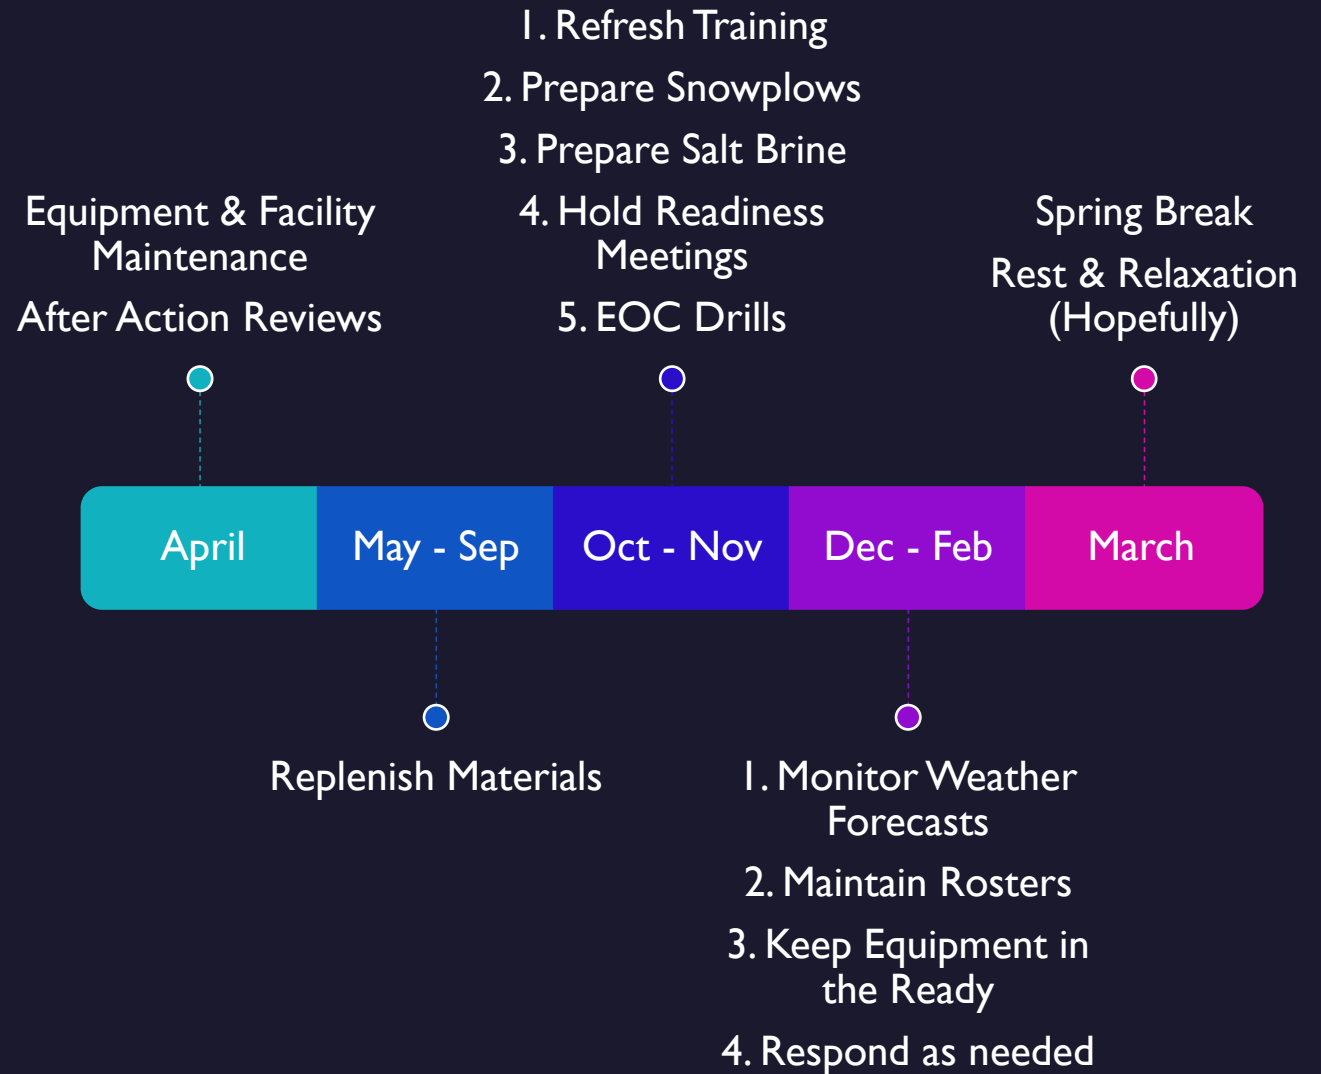 1. Refresh Training
2. Prepare Snowplows
3. Prepare Salt Brine
4. Hold Readiness
Meetings
5. EOC Drills
Equipment & Facility
Maintenance
After Action Reviews
Spring Break
Rest & Relaxation
(Hopefully)
April
May - Sep
Oct - Nov
Dec - Feb
March
Replenish Materials
1. Monitor Weather
Forecasts
2. Maintain Rosters
3. Keep Equipment in
the Ready
4. Respond as needed